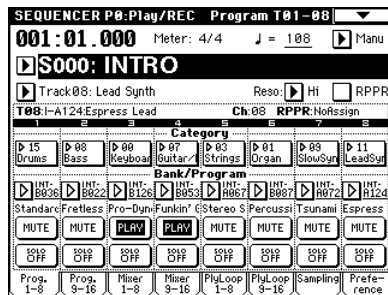 SEQUENCER P0:Play/REC Program T01-08
001:01.000 Meter: 4/4 ♩ = 108 Manu
S000: INTRO
Track08: Lead Synth Reso: Hi RPPR
T08:I-A124:Espress Lead Ch:08 RPPR:NoAssign
1 2 3 4 5 6 7 8
Category
15 08 00 07 03 01 09 11
Drums Bass Keyboar Guitar/ Strings Organ SlowSyn LeadSyn
Bank/Program
INT- INT- INT- INT- INT- INT- INT- INT-
B036 B022 B126 B053 A067 B087 A072 A124
Standard Fretless Pro-Dyn Funkin' G Stereo S Percussi Tsunami Espress
MUTE MUTE PLAY PLAY MUTE MUTE MUTE MUTE
SOLO SOLO SOLO SOLO SOLO SOLO SOLO SOLO
OFF OFF OFF OFF OFF OFF OFF OFF
Prog. Prog. Mixer Mixer PlyLoop PlyLoop Sampling Prefe-
1-8 9-16 1-8 9-16 1-8 9-16 rence